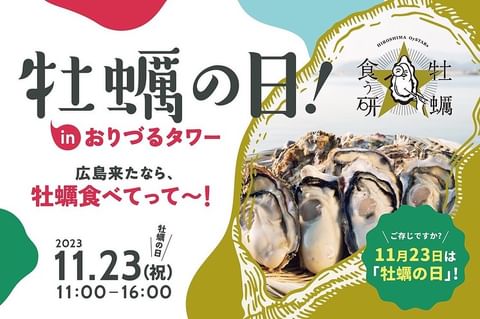 牡蠣の日!
in おりづるタワー
広島来たなら、
牡蠣食べてって〜!
2023
牡蠣の日
11.23(祝)
11:00-16:00
HIROSHIMA OySTARs
牡蠣
食う研
ご存じですか?
11月23日は
「牡蠣の日」!